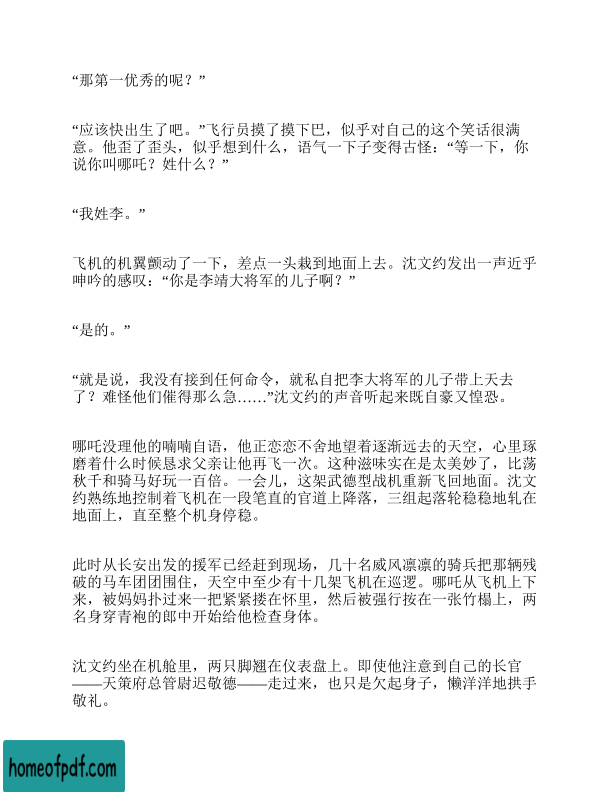 “那第一优秀的呢？”
“应该快出生了吧。”飞行员摸了摸下巴，似乎对自己的这个笑话很满
意。他歪了歪头，似乎想到什么，语气一下子变得古怪：“等一下，你
说你叫哪吒？姓什么？”
“我姓李。”
飞机的机翼颤动了一下，差点一头栽到地面上去。沈文约发出一声近乎
呻吟的感叹：“你是李靖大将军的儿子啊？”
“是的。”
“就是说，我没有接到任何命令，就私自把李大将军的儿子带上天去
了？难怪他们催得那么急……”沈文约的声音听起来既自豪又惶恐。
哪吒没理他的喃喃自语，他正恋恋不舍地望着逐渐远去的天空，心里琢
磨着什么时候恳求父亲让他再飞一次。这种滋味实在是太美妙了，比荡
秋千和骑马好玩一百倍。一会儿，这架武德型战机重新飞回地面。沈文
约熟练地控制着飞机在一段笔直的官道上降落，三组起落轮稳稳地轧在
地面上，直至整个机身停稳。
此时从长安出发的援军已经赶到现场，几十名威风凛凛的骑兵把那辆残
破的马车团团围住，天空中至少有十几架飞机在巡逻。哪吒从飞机上下
来，被妈妈扑过来一把紧紧搂在怀里，然后被强行按在一张竹榻上，两
名身穿青袍的郎中开始给他检查身体。
沈文约坐在机舱里，两只脚翘在仪表盘上。即使他注意到自己的长官
——天策府总管尉迟敬德——走过来，也只是欠起身子，懒洋洋地拱手
敬礼。
homeofpdf.com